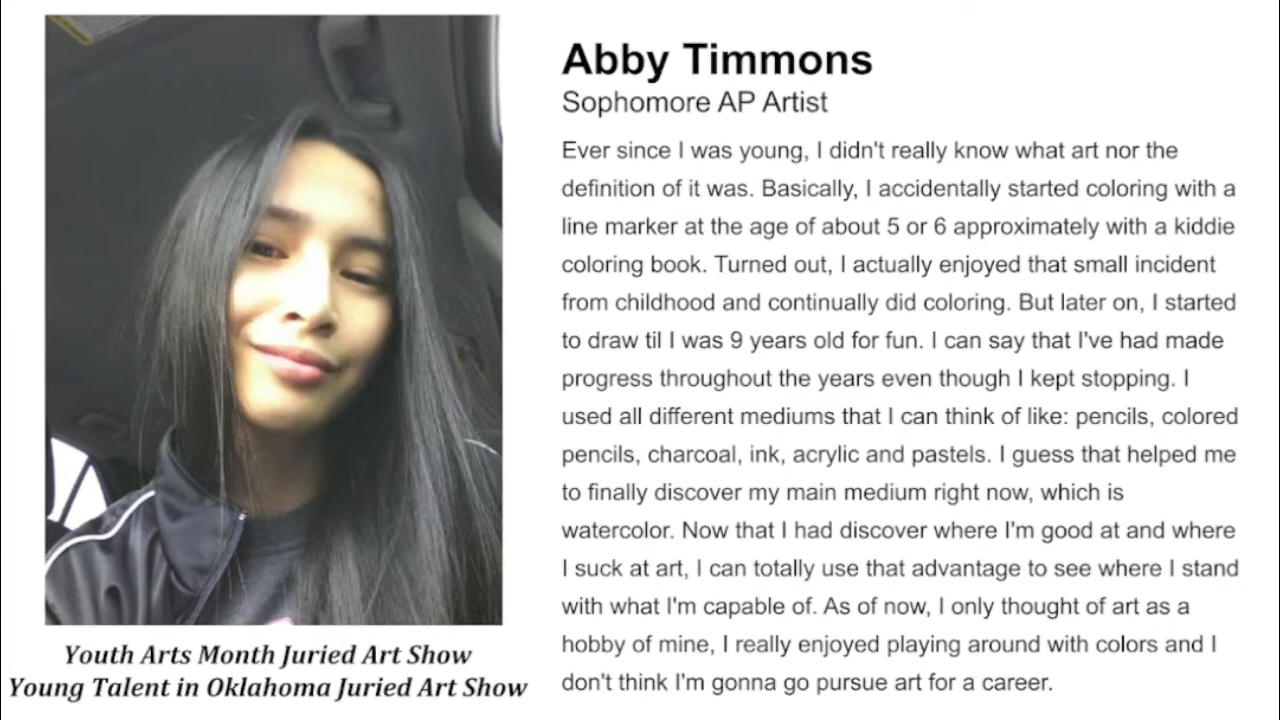 Abby Timmons
Sophomore AP Artist
Ever since I was young, I didn't really know what art nor the
definition of it was. Basically, I accidentally started coloring with a
line marker at the age of about 5 or 6 approximately with a kiddie
coloring book. Turned out, I actually enjoyed that small incident
from childhood and continually did coloring. But later on, I started
to draw til I was 9 years old for fun. I can say that I've had made
progress throughout the years even though I kept stopping. I
used all different mediums that I can think of like: pencils, colored
pencils, charcoal, ink, acrylic and pastels. I guess that helped me
to finally discover my main medium right now, which is
watercolor. Now that I had discover where I'm good at and where
I suck at art, I can totally use that advantage to see where I stand
with what I'm capable of. As of now, I only thought of art as a
hobby of mine, I really enjoyed playing around with colors and I
don't think I'm gonna go pursue art for a career.
Youth Arts Month Juried Art Show
Young Talent in Oklahoma Juried Art Show